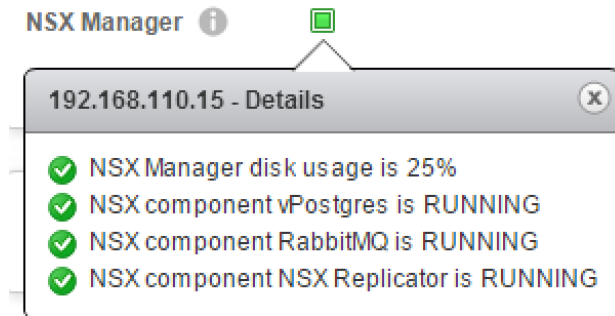 NSX Manager
192.168.110.15 - Details
NSX Manager disk usage is 25%
NSX component vPostgres is RUNNING
NSX component RabbitMQ is RUNNING
NSX component NSX Replicator is RUNNING